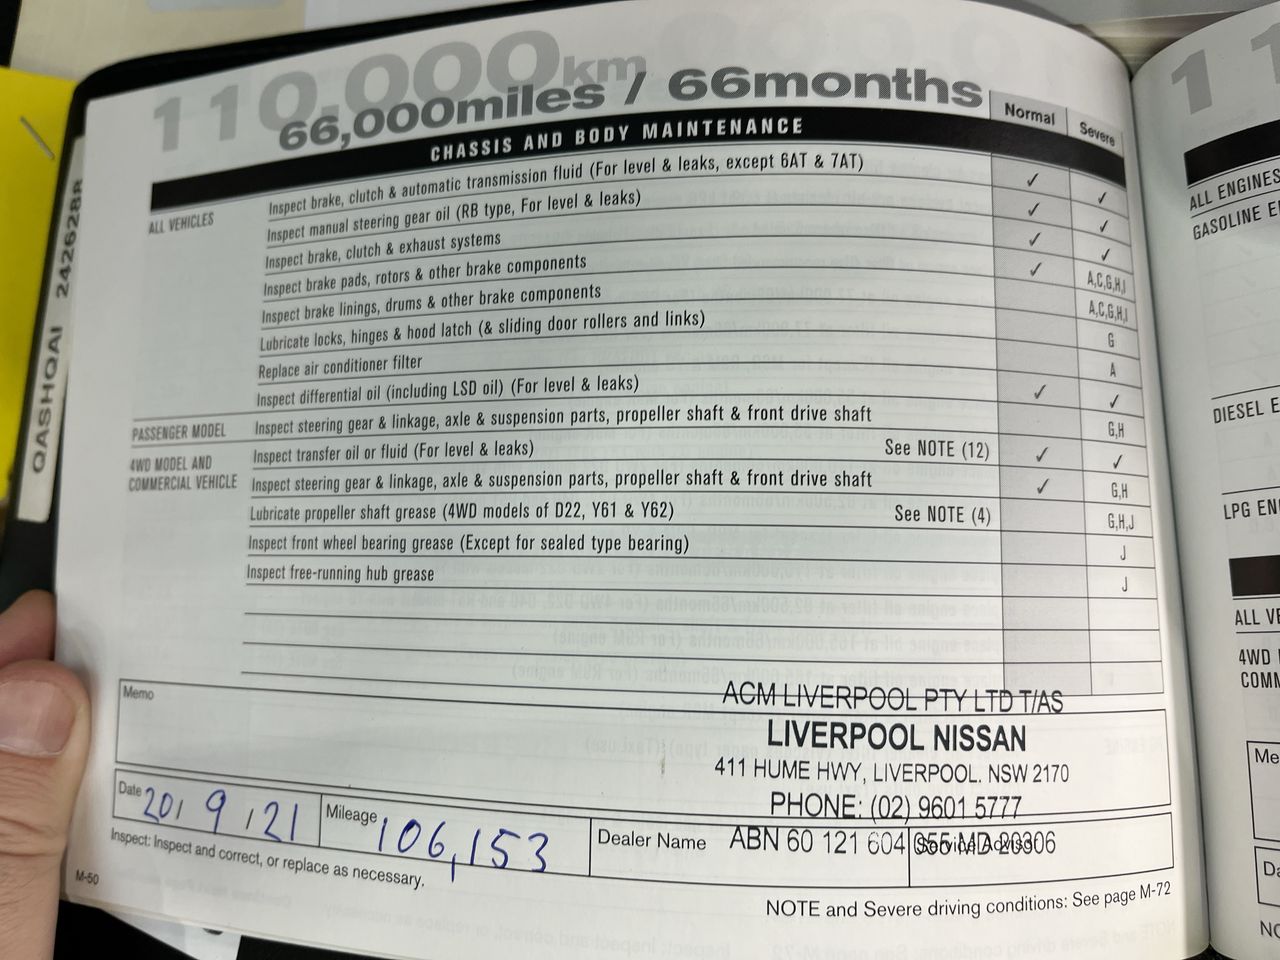 110,000km
66,000miles / 66months
Normal
Severe
CHASSIS AND BODY MAINTENANCE
ALL VEHICLES
Inspect brake, clutch & automatic transmission fluid (For level & leaks, except 6AT & 7AT) ✓ ✓
Inspect manual steering gear oil (RB type, For level & leaks) ✓ ✓
Inspect brake, clutch & exhaust systems ✓ ✓
Inspect brake pads, rotors & other brake components ✓ A,C,G,H,I
Inspect brake linings, drums & other brake components A,C,G,H,I
Lubricate locks, hinges & hood latch (& sliding door rollers and links) G
Replace air conditioner filter A
Inspect differential oil (including LSD oil) (For level & leaks) ✓ ✓
PASSENGER MODEL
Inspect steering gear & linkage, axle & suspension parts, propeller shaft & front drive shaft G,H
4WD MODEL AND
COMMERCIAL VEHICLE
Inspect transfer oil or fluid (For level & leaks) See NOTE (12) ✓ ✓
Inspect steering gear & linkage, axle & suspension parts, propeller shaft & front drive shaft ✓ G,H
Lubricate propeller shaft grease (4WD models of D22, Y61 & Y62) See NOTE (4) G,H,J
Inspect front wheel bearing grease (Except for sealed type bearing) J
Inspect free-running hub grease J
Memo
ACM LIVERPOOL PTY LTD T/AS
LIVERPOOL NISSAN
411 HUME HWY, LIVERPOOL. NSW 2170
PHONE: (02) 9601 5777
ABN 60 121 604 055 MD 20306
Date 20/9/21
Mileage 106,153
Dealer Name
Service Advisor
Inspect: Inspect and correct, or replace as necessary.
M-50
NOTE and Severe driving conditions: See page M-72
QASHQAI 242628R
11
ALL ENGINES
GASOLINE
DIESEL
LPG
ALL
4WD